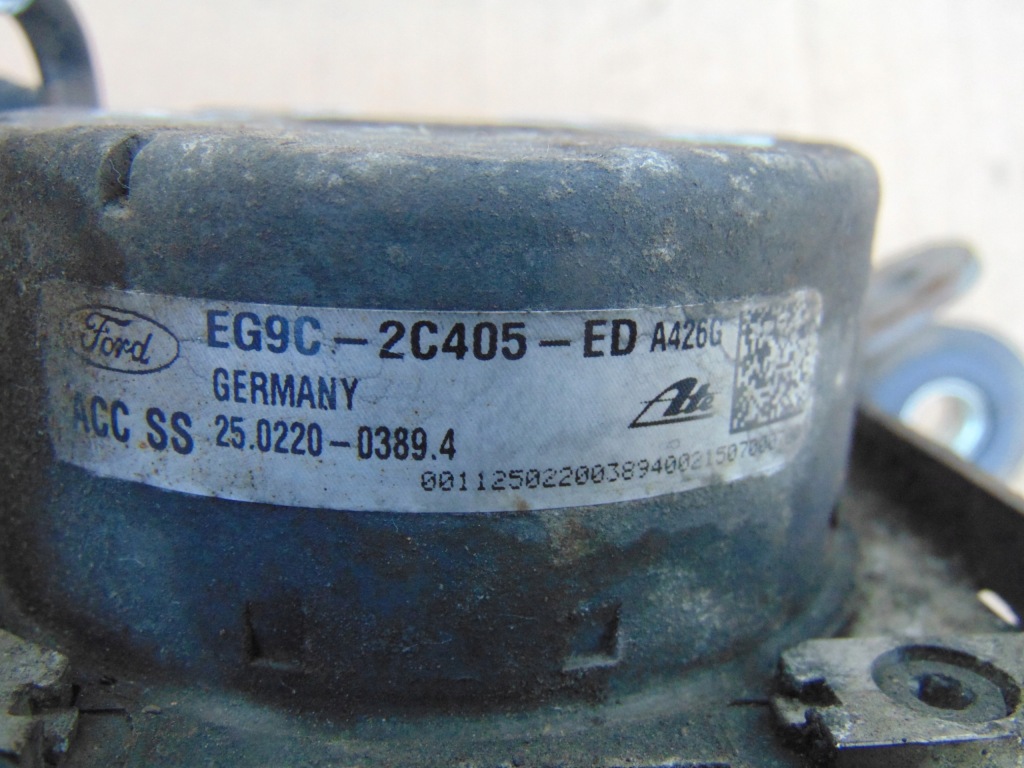 Ford EG9C-2C405-ED A426G
GERMANY
ACC SS 25.0220-0389.4 Ate